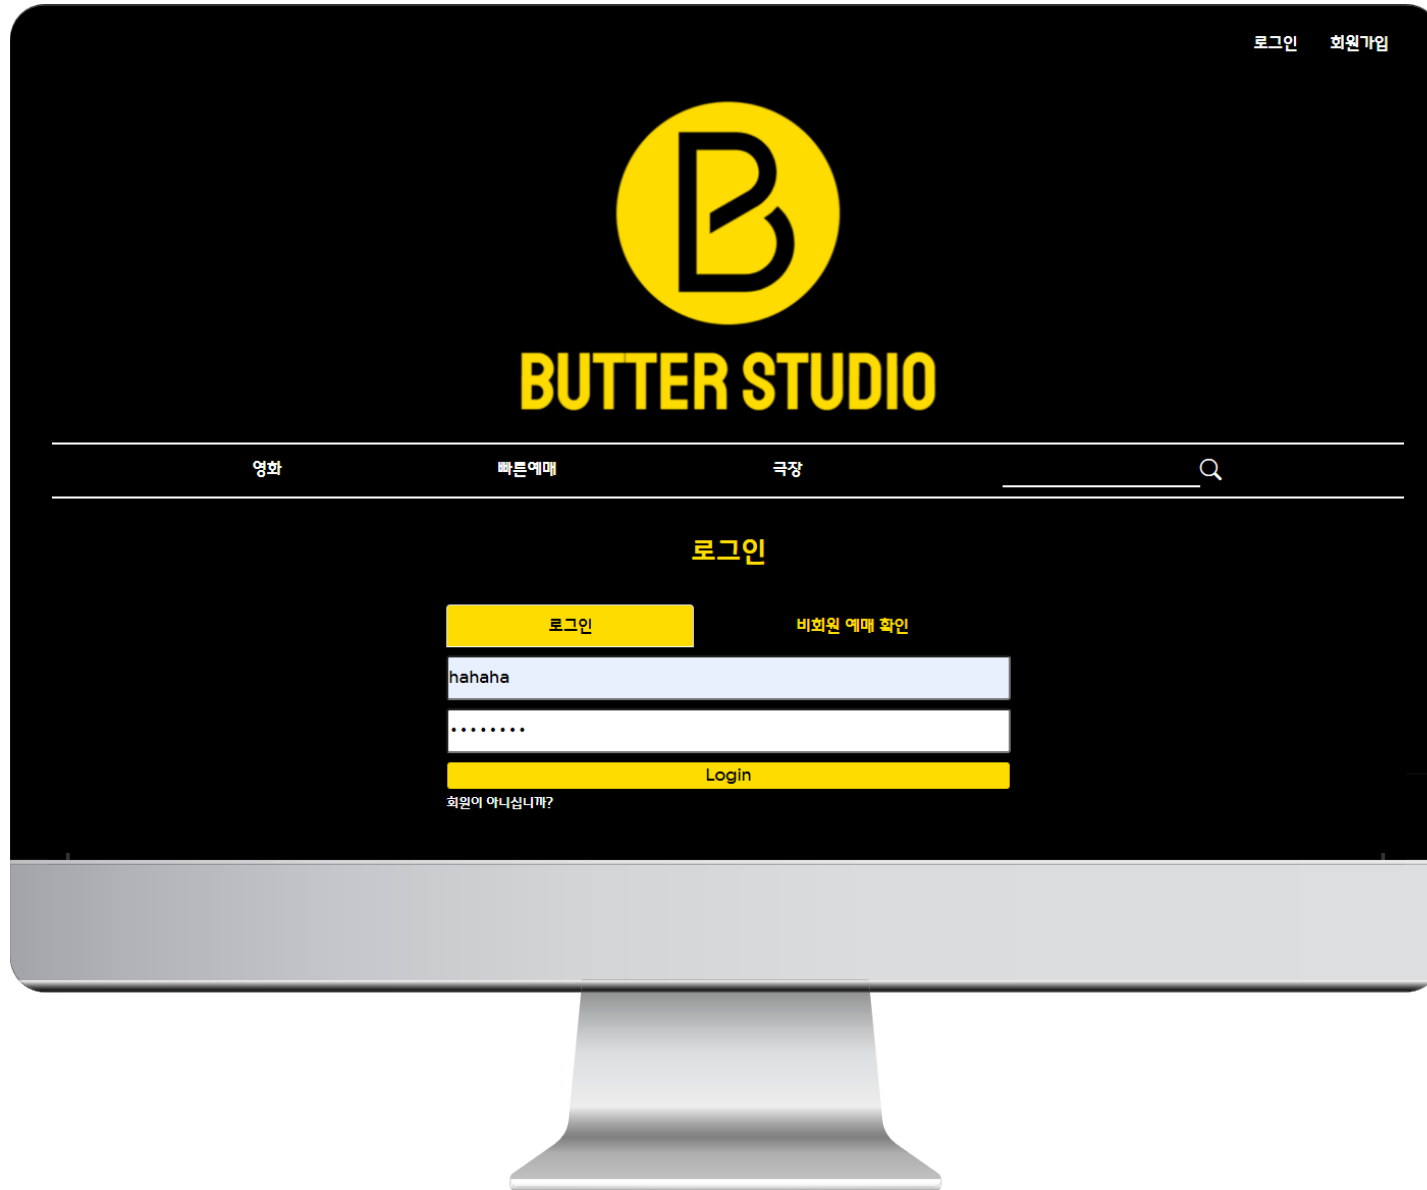 로그인 회원가입
B
BUTTER STUDIO
영화 빠른예매 극장
로그인
로그인 비회원 예매 확인
hahaha
••••••••
Login
회원이 아니십니까?